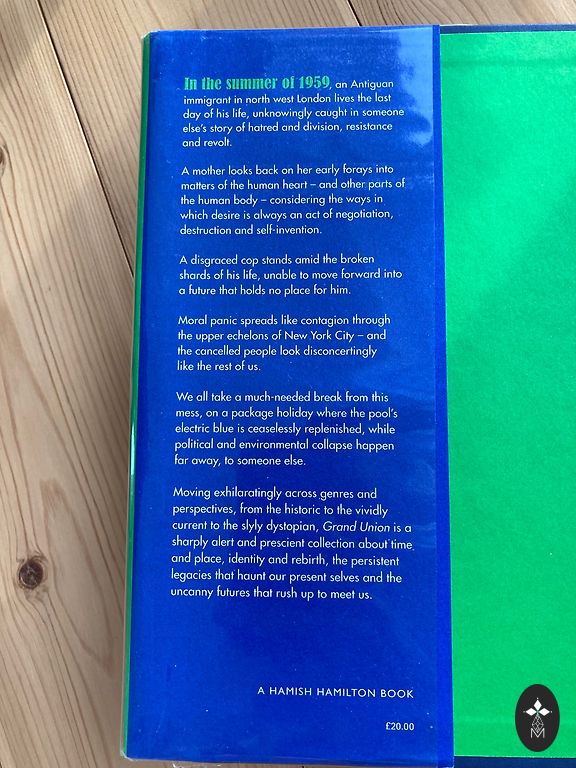 In the summer of 1959, an Antiguan
immigrant in north west London lives the last
day of his life, unknowingly caught in someone
else's story of hatred and division, resistance
and revolt.
A mother looks back on her early forays into
matters of the human heart – and other parts of
the human body – considering the ways in
which desire is always an act of negotiation,
destruction and self-invention.
A disgraced cop stands amid the broken
shards of his life, unable to move forward into
a future that holds no place for him.
Moral panic spreads like contagion through
the upper echelons of New York City – and
the cancelled people look disconcertingly
like the rest of us.
We all take a much-needed break from this
mess, on a package holiday where the pool's
electric blue is ceaselessly replenished, while
political and environmental collapse happen
far away, to someone else.
Moving exhilaratingly across genres and
perspectives, from the historic to the vividly
current to the slyly dystopian, Grand Union is a
sharply alert and prescient collection about time
and place, identity and rebirth, the persistent
legacies that haunt our present selves and the
uncanny futures that rush up to meet us.
A HAMISH HAMILTON BOOK
£20.00
M